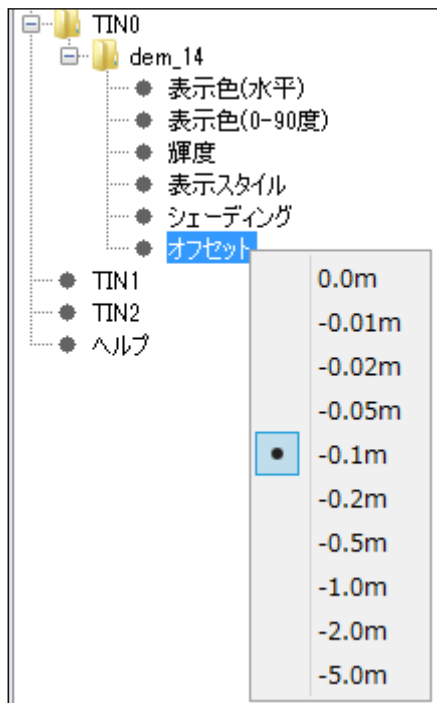 TIN0
dem_14
表示色(水平)
表示色(0-90度)
輝度
表示スタイル
シェーディング
オフセット
TIN1
TIN2
ヘルプ
0.0m
-0.01m
-0.02m
-0.05m
-0.1m
-0.2m
-0.5m
-1.0m
-2.0m
-5.0m